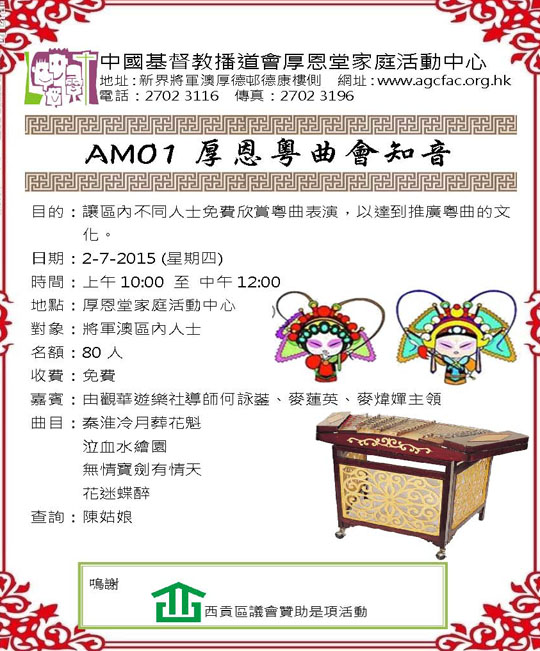 中國基督教播道會厚恩堂家庭活動中心
地址：新界將軍澳厚德邨德康樓側　網址：www.agcfac.org.hk
電話：2702 3116　傳真：2702 3196
AM01 厚恩粵曲會知音
目的：讓區內不同人士免費欣賞粵曲表演，以達到推廣粵曲的文
化。
日期：2-7-2015 (星期四)
時間：上午 10:00 至 中午 12:00
地點：厚恩堂家庭活動中心
對象：將軍澳區內人士
名額：80 人
收費：免費
嘉賓：由觀華遊樂社導師何詠鎏、麥蓮英、麥煒嬋主領
曲目：秦淮冷月葬花魁
泣血水繪園
無情寶劍有情天
花迷蝶醉
查詢：陳姑娘
鳴謝
西貢區議會贊助是項活動